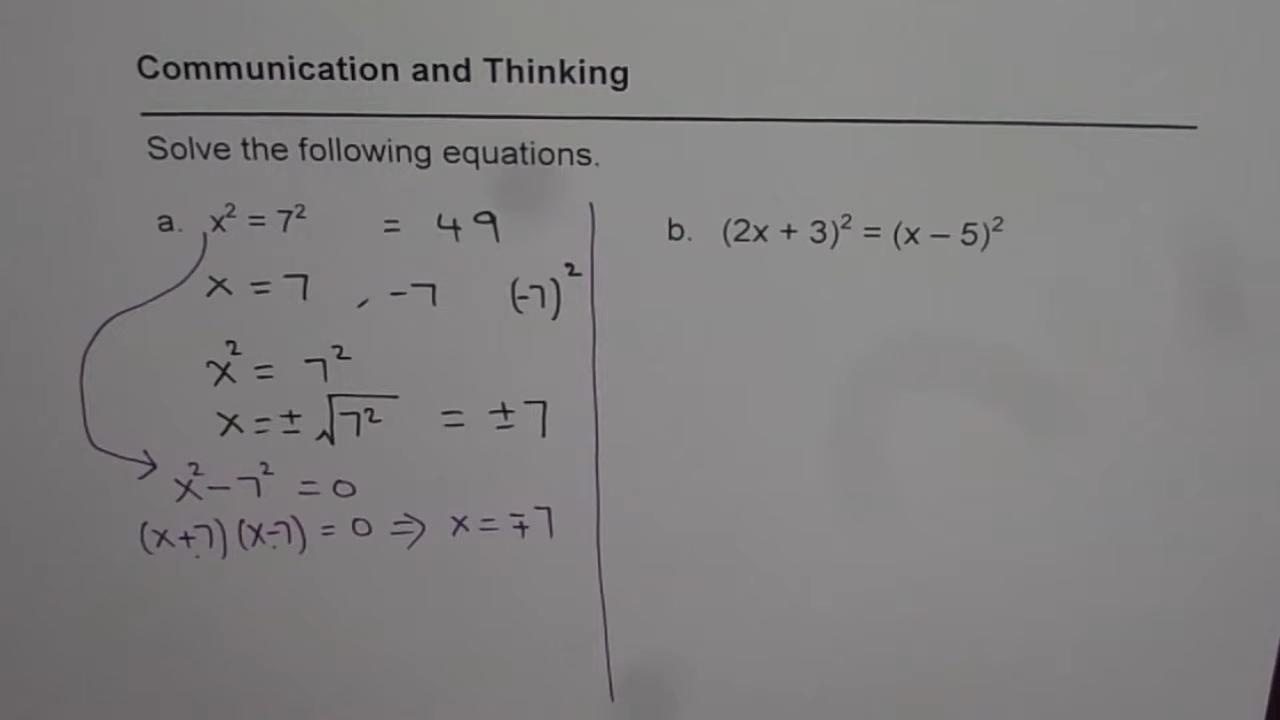 Communication and Thinking
Solve the following equations.
a. x² = 7² = 49
x = 7 , -7 (-7)²
x² = 7²
x = ± √7² = ±7
x² - 7² = 0
(x+7)(x-7) = 0 ⇒ x = ∓7
b. (2x + 3)² = (x – 5)²